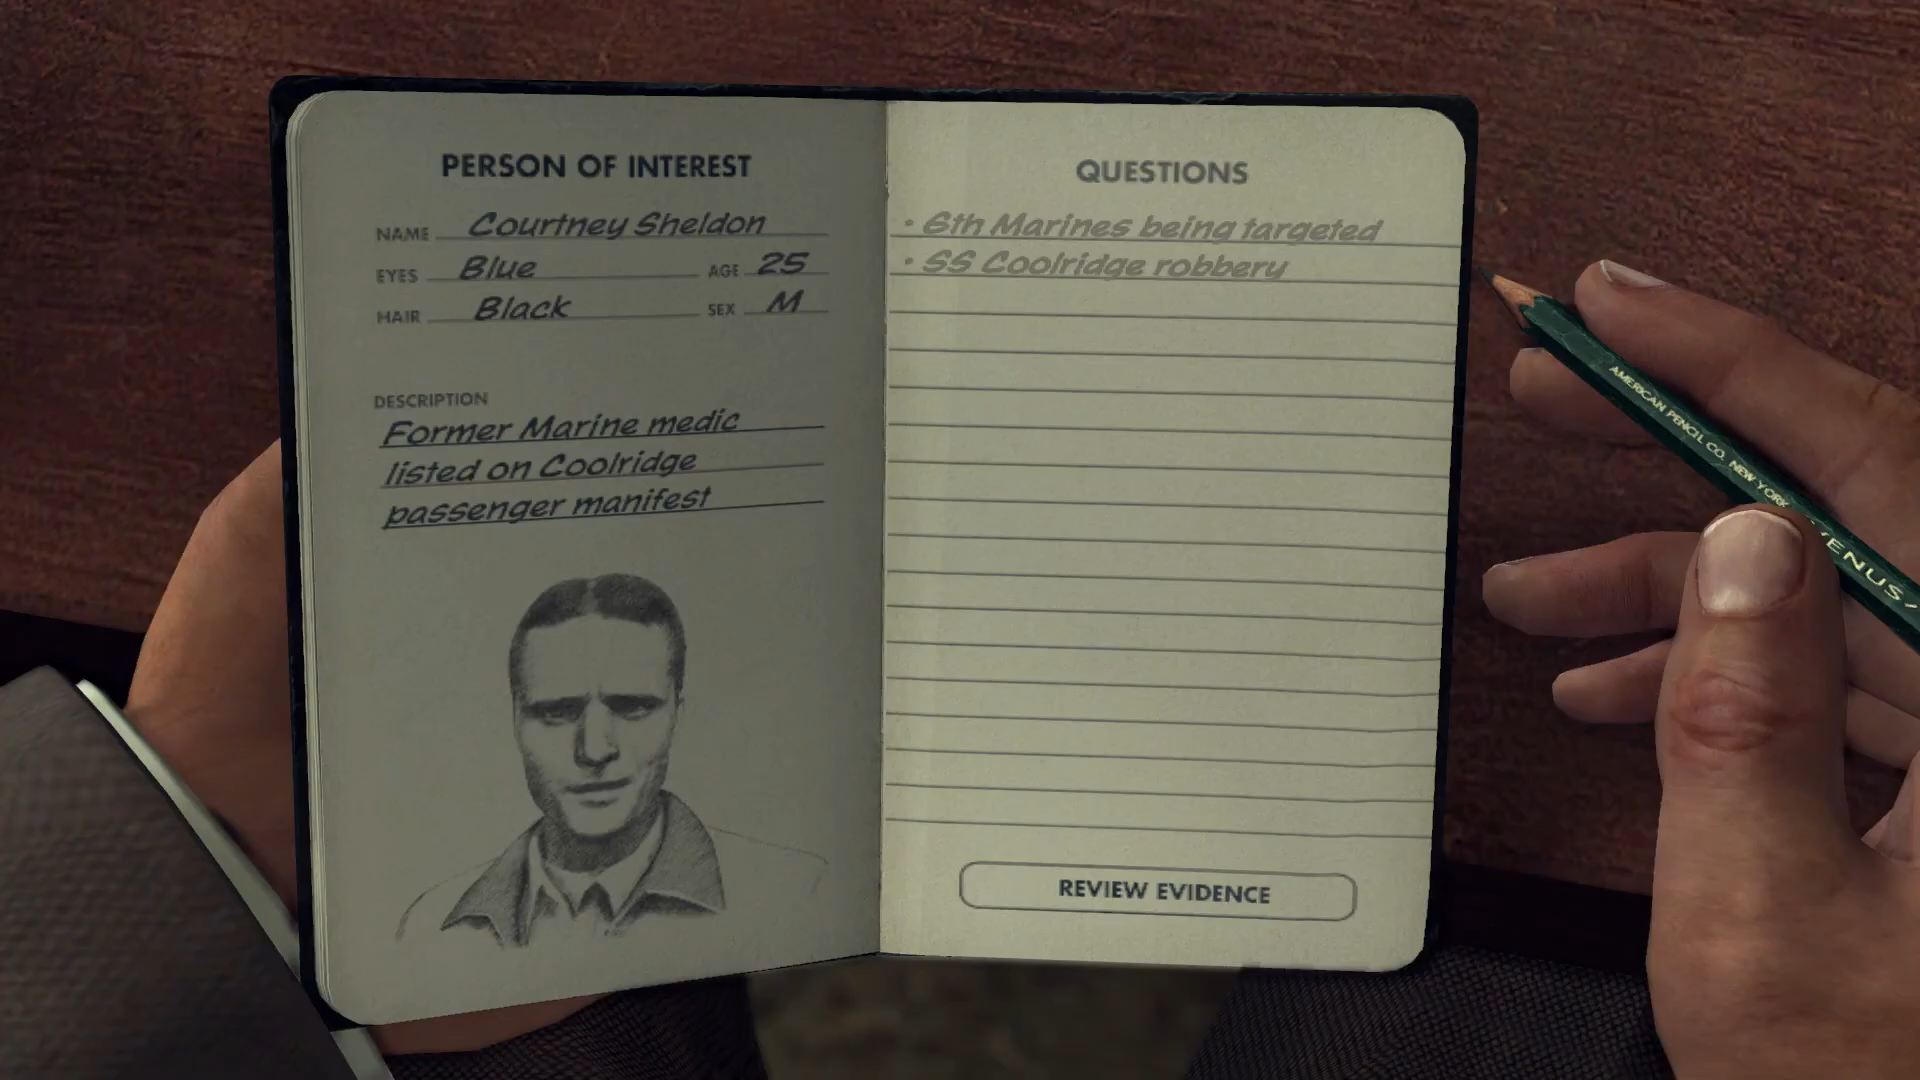 PERSON OF INTEREST
NAME Courtney Sheldon
EYES Blue AGE 25
HAIR Black SEX M
DESCRIPTION
Former Marine medic
listed on Coolridge
passenger manifest
QUESTIONS
• 6th Marines being targeted
• SS Coolridge robbery
REVIEW EVIDENCE
AMERICAN PENCIL CO. NEW YORK
VENUS